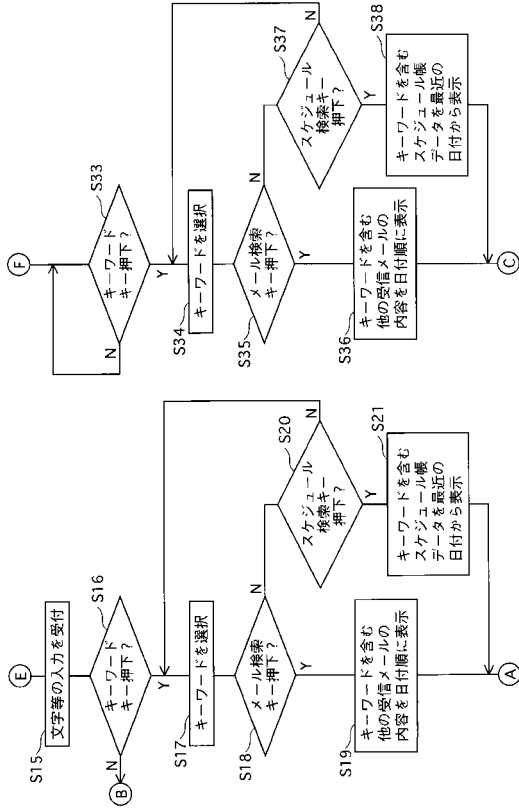 E
S15
文字等の入力を受付
S16
キーワード
キー押下？
N
B
Y
S17
キーワードを選択
S18
メール検索
キー押下？
N
Y
S19
キーワードを含む
他の受信メールの
内容を日付順に表示
S20
スケジュール
検索キー
押下？
N
Y
S21
キーワードを含む
スケジュール帳
データを最近の
日付から表示
A
F
S33
キーワード
キー押下？
N
Y
S34
キーワードを選択
S35
メール検索
キー押下？
N
Y
S36
キーワードを含む
他の受信メールの
内容を日付順に表示
S37
スケジュール
検索キー
押下？
N
Y
S38
キーワードを含む
スケジュール帳
データを最近の
日付から表示
C